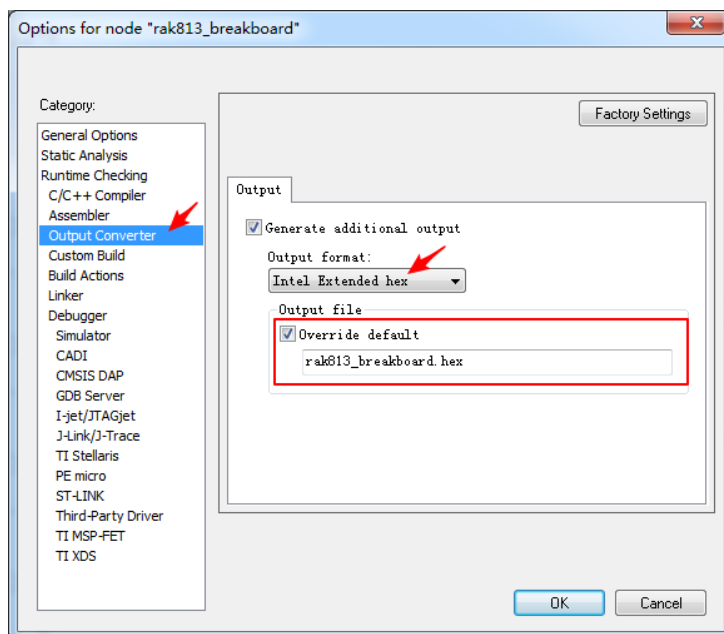 Options for node "rak813_breakboard"
Category:
Factory Settings
General Options
Static Analysis
Runtime Checking
C/C++ Compiler
Assembler
Output Converter
Custom Build
Build Actions
Linker
Debugger
Simulator
CADI
CMSIS DAP
GDB Server
I-jet/JTAGjet
J-Link/J-Trace
TI Stellaris
PE micro
ST-LINK
Third-Party Driver
TI MSP-FET
TI XDS
Output
Generate additional output
Output format:
Intel Extended hex
Output file
Override default
rak813_breakboard.hex
OK
Cancel